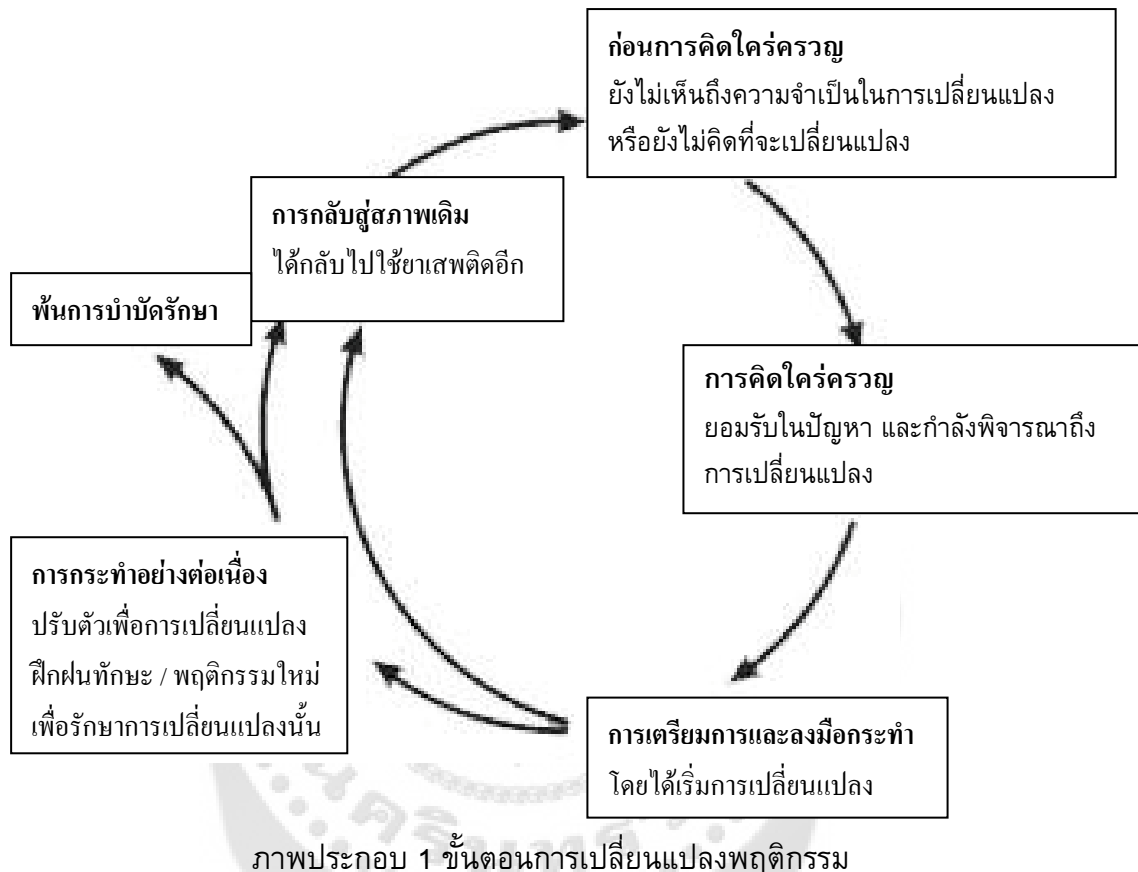 ก่อนการคิดใคร่ครวญ
ยังไม่เห็นถึงความจำเป็นในการเปลี่ยนแปลง
หรือยังไม่คิดที่จะเปลี่ยนแปลง
การกลับสู่สภาพเดิม
ได้กลับไปใช้ยาเสพติดอีก
พ้นการบำบัดรักษา
การคิดใคร่ครวญ
ยอมรับในปัญหา และกำลังพิจารณาถึง
การเปลี่ยนแปลง
การกระทำอย่างต่อเนื่อง
ปรับตัวเพื่อการเปลี่ยนแปลง
ฝึกฝนทักษะ / พฤติกรรมใหม่
เพื่อรักษาการเปลี่ยนแปลงนั้น
การเตรียมการและลงมือกระทำ
โดยได้เริ่มการเปลี่ยนแปลง
ภาพประกอบ 1 ขั้นตอนการเปลี่ยนแปลงพฤติกรรม